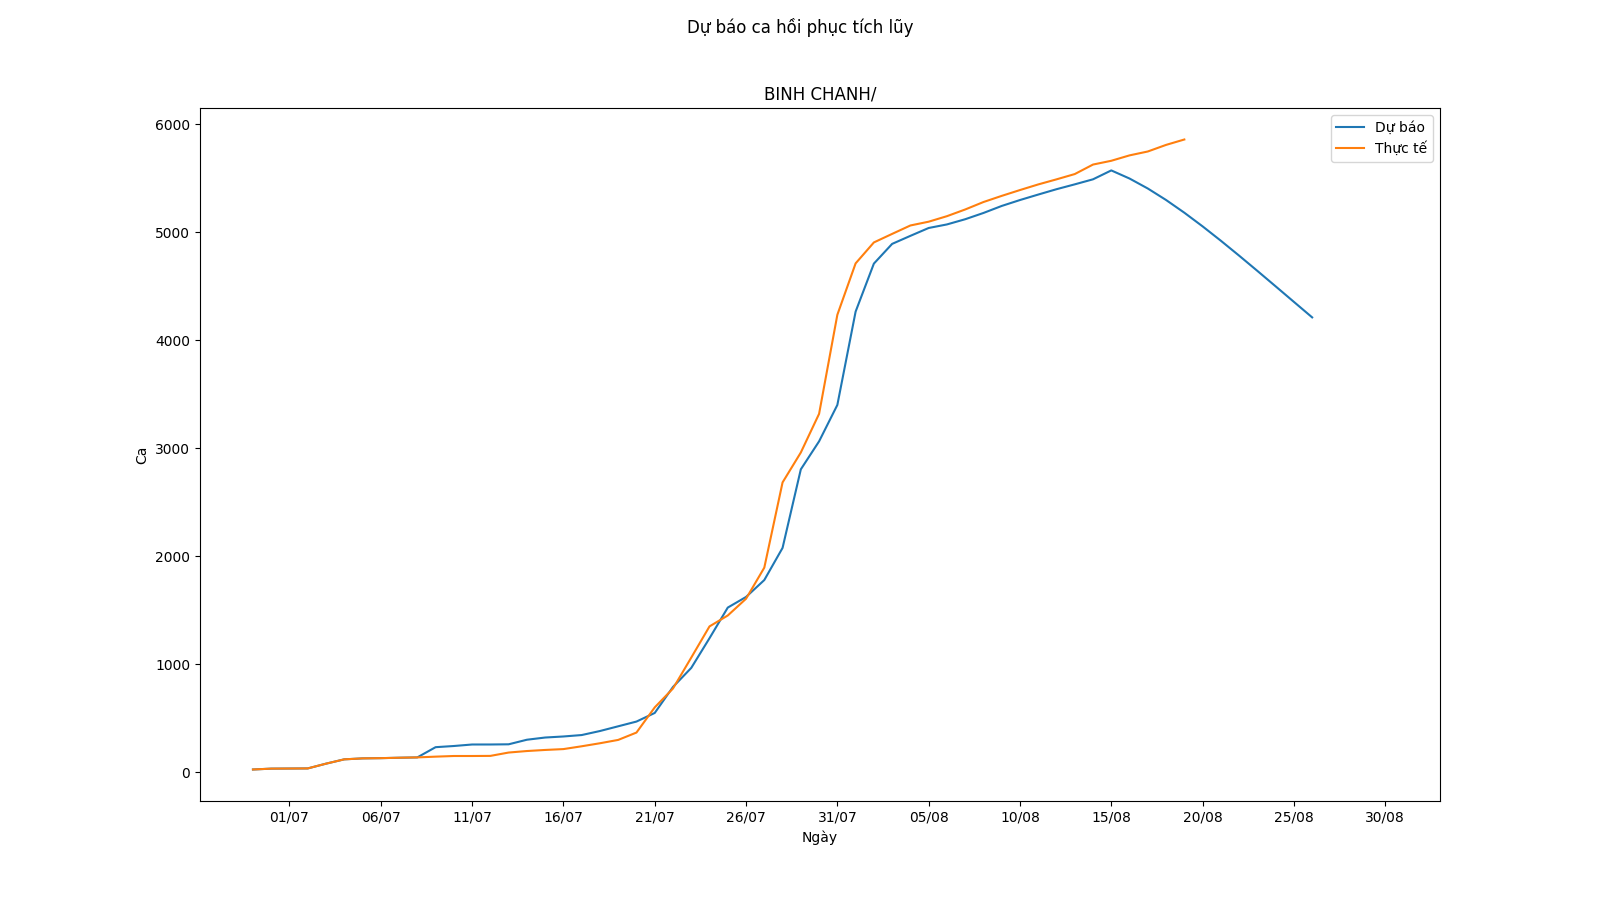 Dự báo ca hồi phục tích lũy
BINH CHANH/
Dự báo
Thực tế
6000
5000
4000
3000
2000
1000
0
Ca
01/07 06/07 11/07 16/07 21/07 26/07 31/07 05/08 10/08 15/08 20/08 25/08 30/08
Ngày